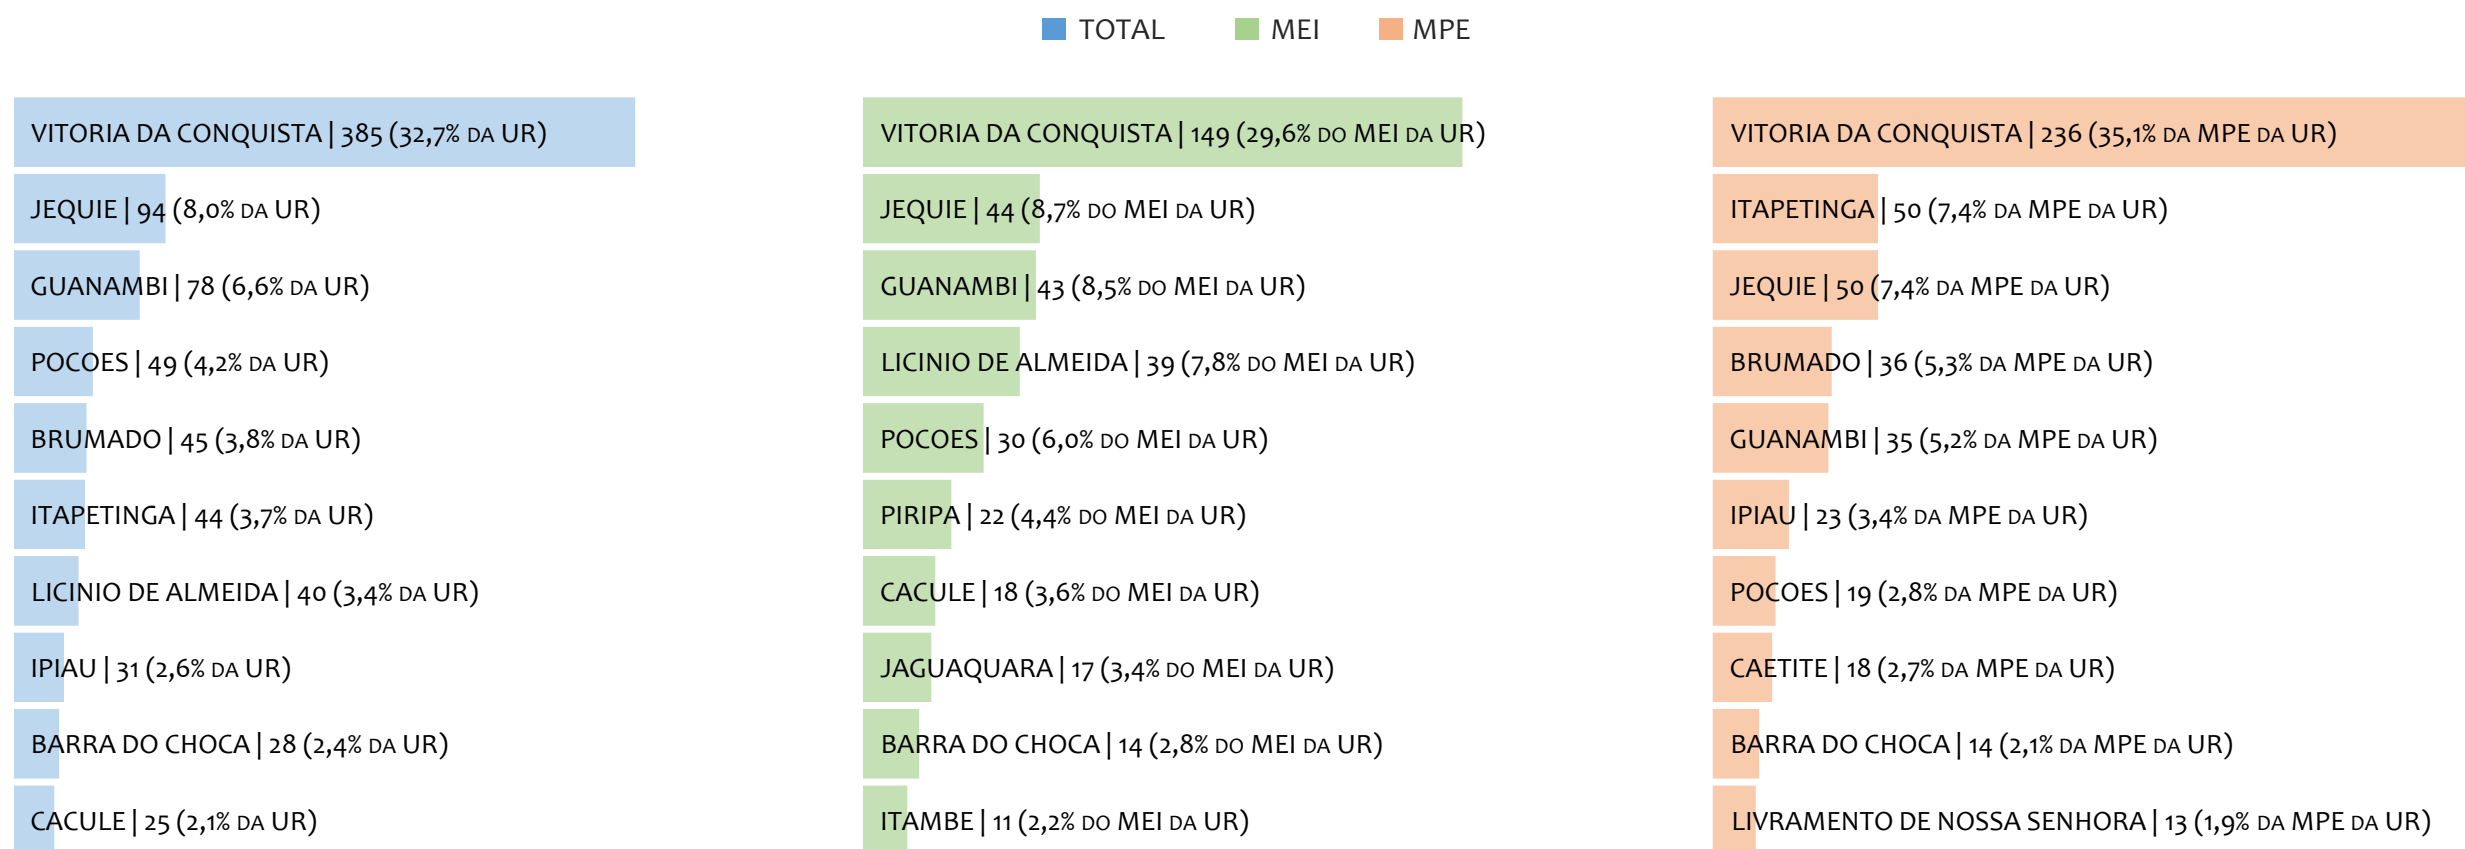 TOTAL MEI MPE
VITORIA DA CONQUISTA | 385 (32,7% DA UR)
JEQUIE | 94 (8,0% DA UR)
GUANAMBI | 78 (6,6% DA UR)
POCOES | 49 (4,2% DA UR)
BRUMADO | 45 (3,8% DA UR)
ITAPETINGA | 44 (3,7% DA UR)
LICINIO DE ALMEIDA | 40 (3,4% DA UR)
IPIAU | 31 (2,6% DA UR)
BARRA DO CHOCA | 28 (2,4% DA UR)
CACULE | 25 (2,1% DA UR)
VITORIA DA CONQUISTA | 149 (29,6% DO MEI DA UR)
JEQUIE | 44 (8,7% DO MEI DA UR)
GUANAMBI | 43 (8,5% DO MEI DA UR)
LICINIO DE ALMEIDA | 39 (7,8% DO MEI DA UR)
POCOES | 30 (6,0% DO MEI DA UR)
PIRIPA | 22 (4,4% DO MEI DA UR)
CACULE | 18 (3,6% DO MEI DA UR)
JAGUAQUARA | 17 (3,4% DO MEI DA UR)
BARRA DO CHOCA | 14 (2,8% DO MEI DA UR)
ITAMBE | 11 (2,2% DO MEI DA UR)
VITORIA DA CONQUISTA | 236 (35,1% DA MPE DA UR)
ITAPETINGA | 50 (7,4% DA MPE DA UR)
JEQUIE | 50 (7,4% DA MPE DA UR)
BRUMADO | 36 (5,3% DA MPE DA UR)
GUANAMBI | 35 (5,2% DA MPE DA UR)
IPIAU | 23 (3,4% DA MPE DA UR)
POCOES | 19 (2,8% DA MPE DA UR)
CAETITE | 18 (2,7% DA MPE DA UR)
BARRA DO CHOCA | 14 (2,1% DA MPE DA UR)
LIVRAMENTO DE NOSSA SENHORA | 13 (1,9% DA MPE DA UR)